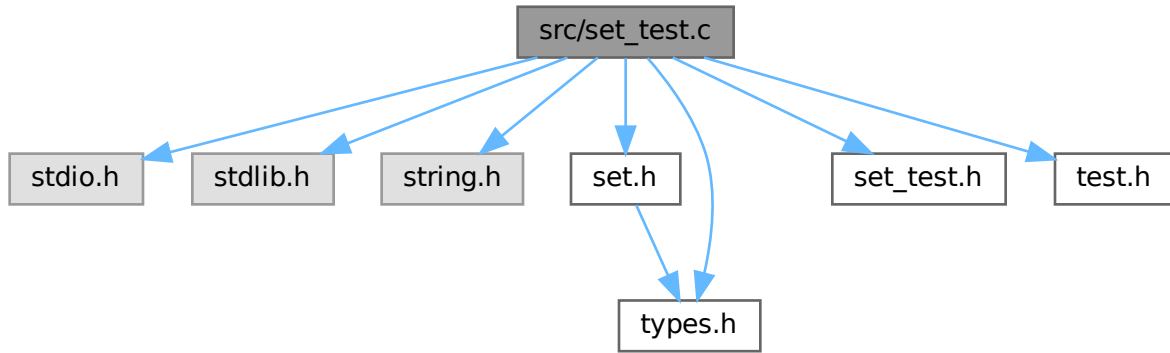 src/set_test.c
stdio.h
stdlib.h
string.h
set.h
set_test.h
test.h
types.h